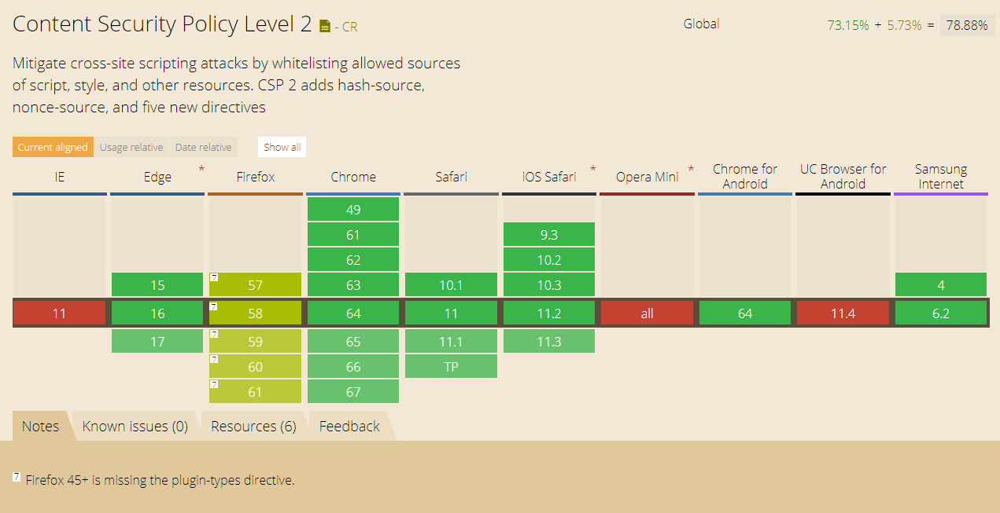 Content Security Policy Level 2 - CR
Global 73.15% + 5.73% = 78.88%
Mitigate cross-site scripting attacks by whitelisting allowed sources
of script, style, and other resources. CSP 2 adds hash-source,
nonce-source, and five new directives
Current aligned Usage relative Date relative Show all
IE Edge * Firefox Chrome Safari iOS Safari * Opera Mini * Chrome for Android UC Browser for Android Samsung Internet
49
61 9.3
62 10.2
15 7 57 63 10.1 10.3 4
11 16 7 58 64 11 11.2 all 64 11.4 6.2
17 7 59 65 11.1 11.3
7 60 66 TP
7 61 67
Notes Known issues (0) Resources (6) Feedback
7 Firefox 45+ is missing the plugin-types directive.